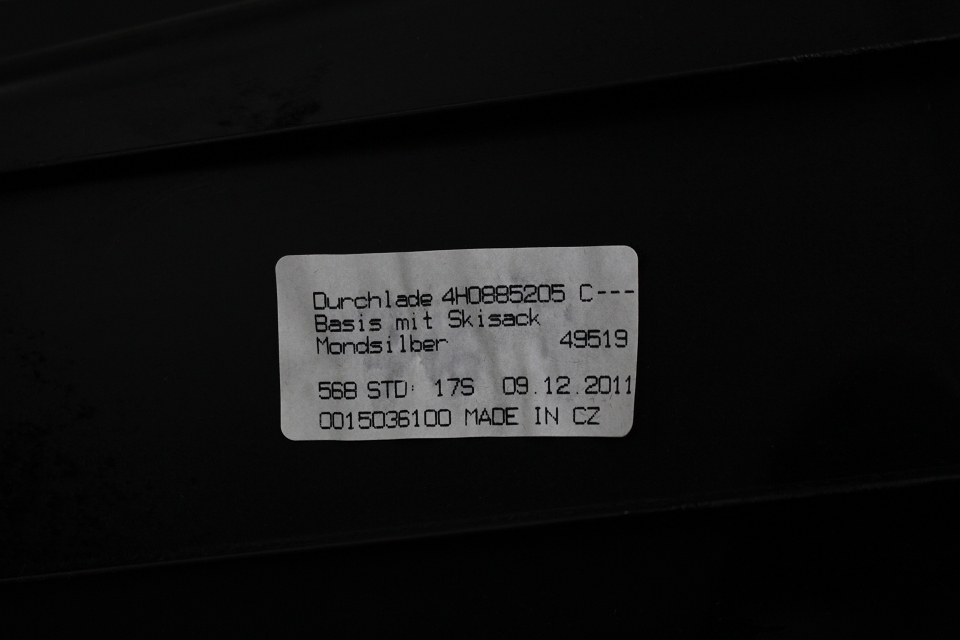 Durchlade 4H0885205 C---
Basis mit Skisack
Mondsilber 49519
568 STD: 17S 09.12.2011
0015036100 MADE IN CZ